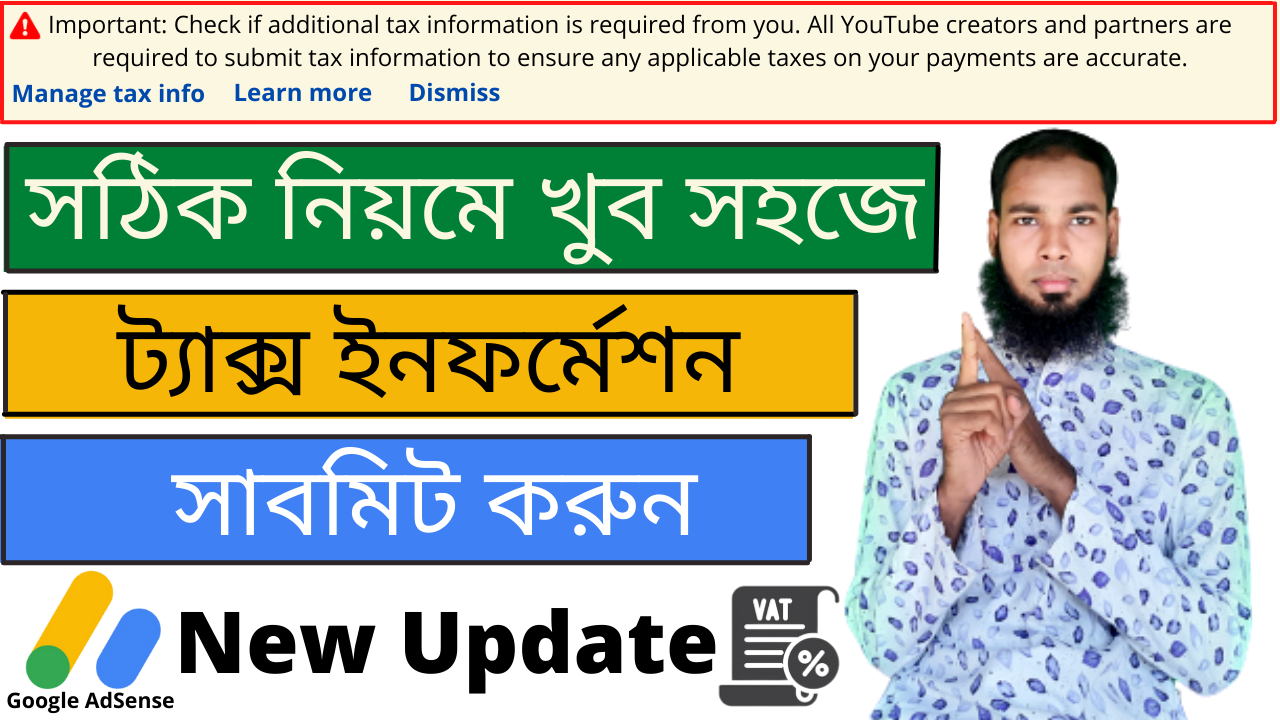 Important: Check if additional tax information is required from you. All YouTube creators and partners are
required to submit tax information to ensure any applicable taxes on your payments are accurate.
Manage tax info Learn more Dismiss
সঠিক নিয়মে খুব সহজে
ট্যাক্স ইনফর্মেশন
সাবমিট করুন
New Update
VAT
%
Google AdSense